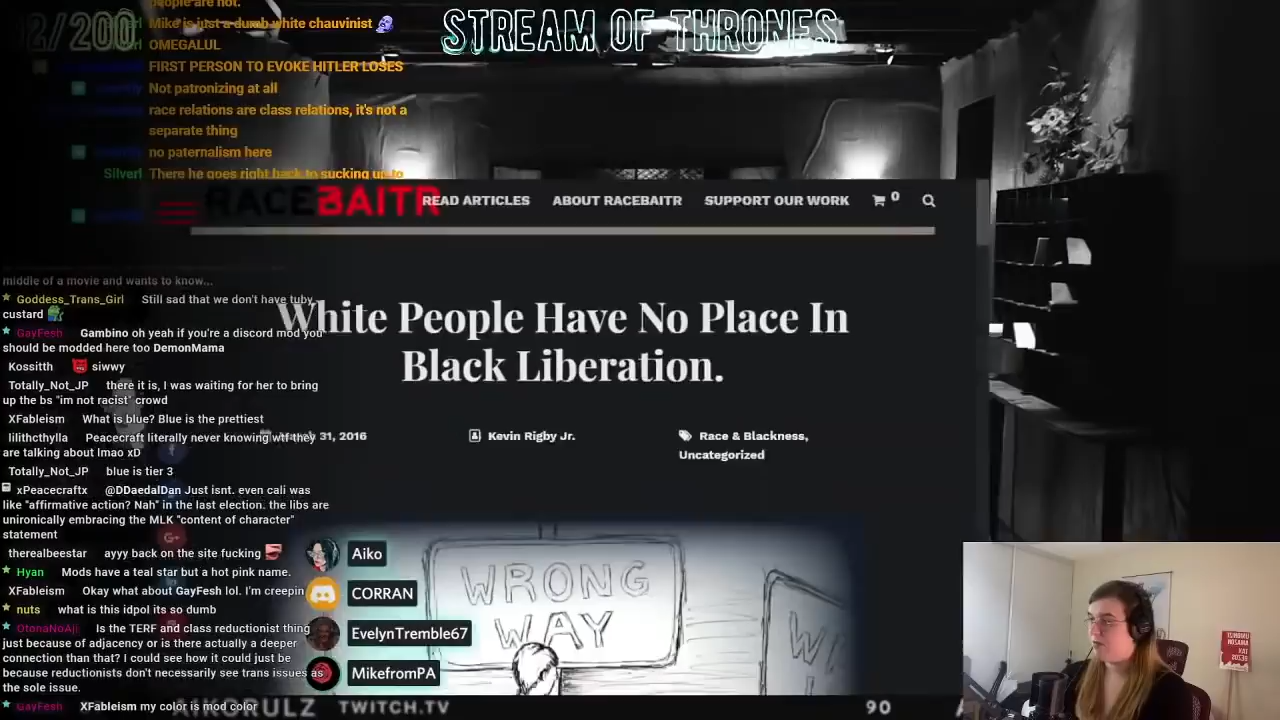 2/200
STREAM OF THRONES
people are not.
Mike is just a dumb white chauvinist
OMEGALUL
FIRST PERSON TO EVOKE HITLER LOSES
Not patronizing at all
race relations are class relations, it's not a
separate thing
no paternalism here
Silverl There he goes right back to sucking up to
RACEBAITR READ ARTICLES ABOUT RACEBAITR SUPPORT OUR WORK 0
White People Have No Place In
Black Liberation.
March 31, 2016 Kevin Rigby Jr. Race & Blackness,
Uncategorized
WRONG
WAY
middle of a movie and wants to know...
Goddess_Trans_Girl Still sad that we don't have tuby
custard
GayFesh Gambino oh yeah if you're a discord mod you
should be modded here too DemonMama
Kossitth siwwy
Totally_Not_JP there it is, I was waiting for her to bring
up the bs "im not racist" crowd
XFableism What is blue? Blue is the prettiest
lilithcthylla Peacecraft literally never knowing wtf they
are talking about lmao xD
Totally_Not_JP blue is tier 3
xPeacecraftx @DDaedalDan Just isnt. even cali was
like "affirmative action? Nah" in the last election. the libs are
unironically embracing the MLK "content of character"
statement
therealbeestar ayyy back on the site fucking
Hyan Mods have a teal star but a hot pink name.
XFableism Okay what about GayFesh lol. I'm creepin
nuts what is this idpol its so dumb
OtonaNoAji Is the TERF and class reductionist thing
just because of adjacency or is there actually a deeper
connection than that? I could see how it could just be
because reductionists don't necessarily see trans issues as
the sole issue.
GayFesh XFableism my color is mod color
Aiko
CORRAN
EvelynTremble67
MikefromPA
AIKORULZ TWITCH.TV 90